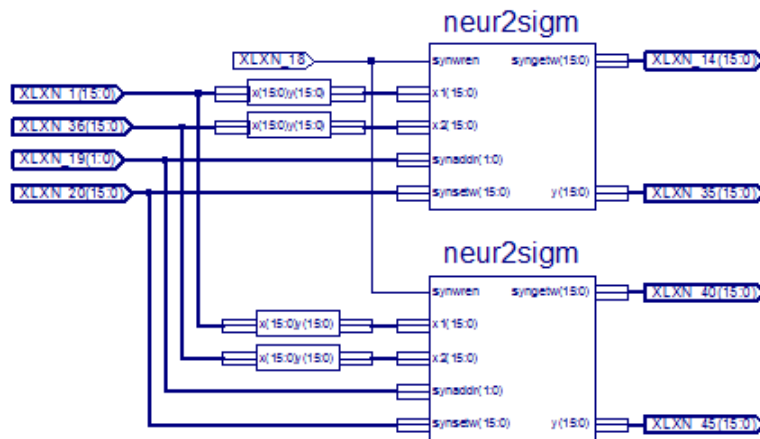 neur2sigm
XLXN_18
synwren
syngetw(15:0)
XLXN_14(15:0)
XLXN_1(15:0)
x(15:0)y(15:0)
x1(15:0)
XLXN_36(15:0)
x(15:0)y(15:0)
x2(15:0)
XLXN_19(1:0)
synaddr(1:0)
XLXN_20(15:0)
synsetw(15:0)
y(15:0)
XLXN_35(15:0)
neur2sigm
synwren
syngetw(15:0)
XLXN_40(15:0)
x(15:0)y(15:0)
x1(15:0)
x(15:0)y(15:0)
x2(15:0)
synaddr(1:0)
synsetw(15:0)
y(15:0)
XLXN_45(15:0)